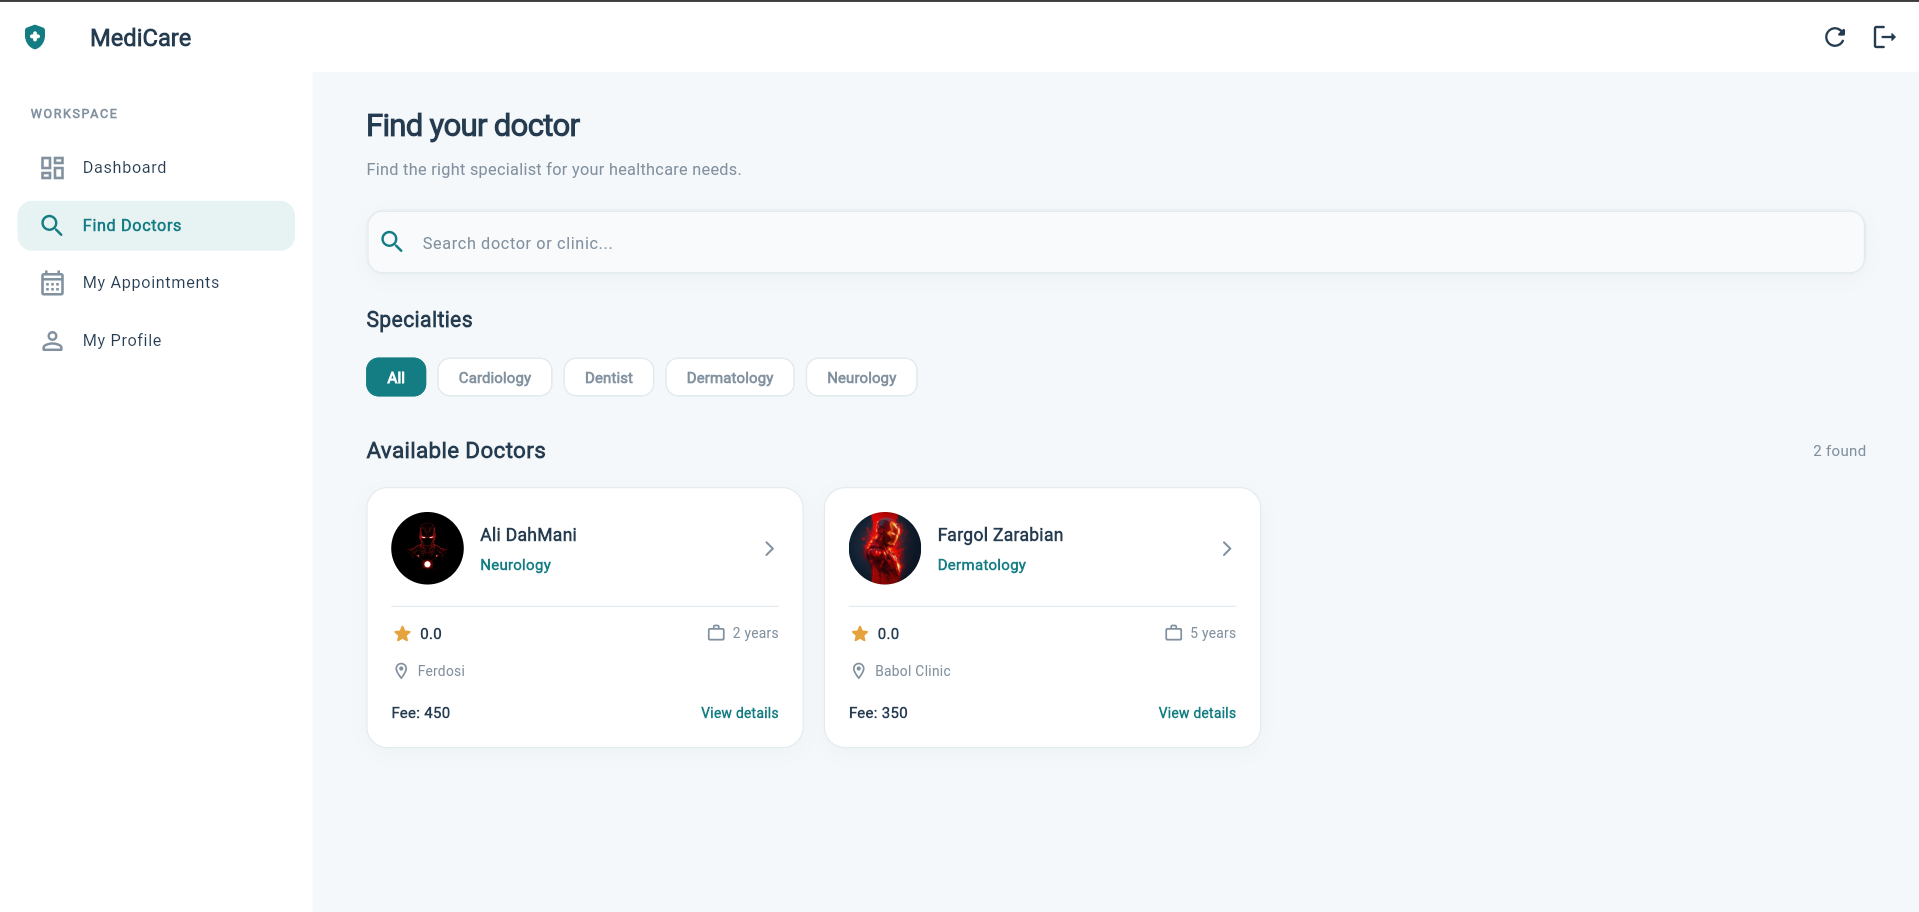 MediCare
WORKSPACE
Dashboard
Find Doctors
My Appointments
My Profile
Find your doctor
Find the right specialist for your healthcare needs.
Search doctor or clinic...
Specialties
All
Cardiology
Dentist
Dermatology
Neurology
Available Doctors
2 found
Ali DahMani
Neurology
0.0
2 years
Ferdosi
Fee: 450
View details
Fargol Zarabian
Dermatology
0.0
5 years
Babol Clinic
Fee: 350
View details